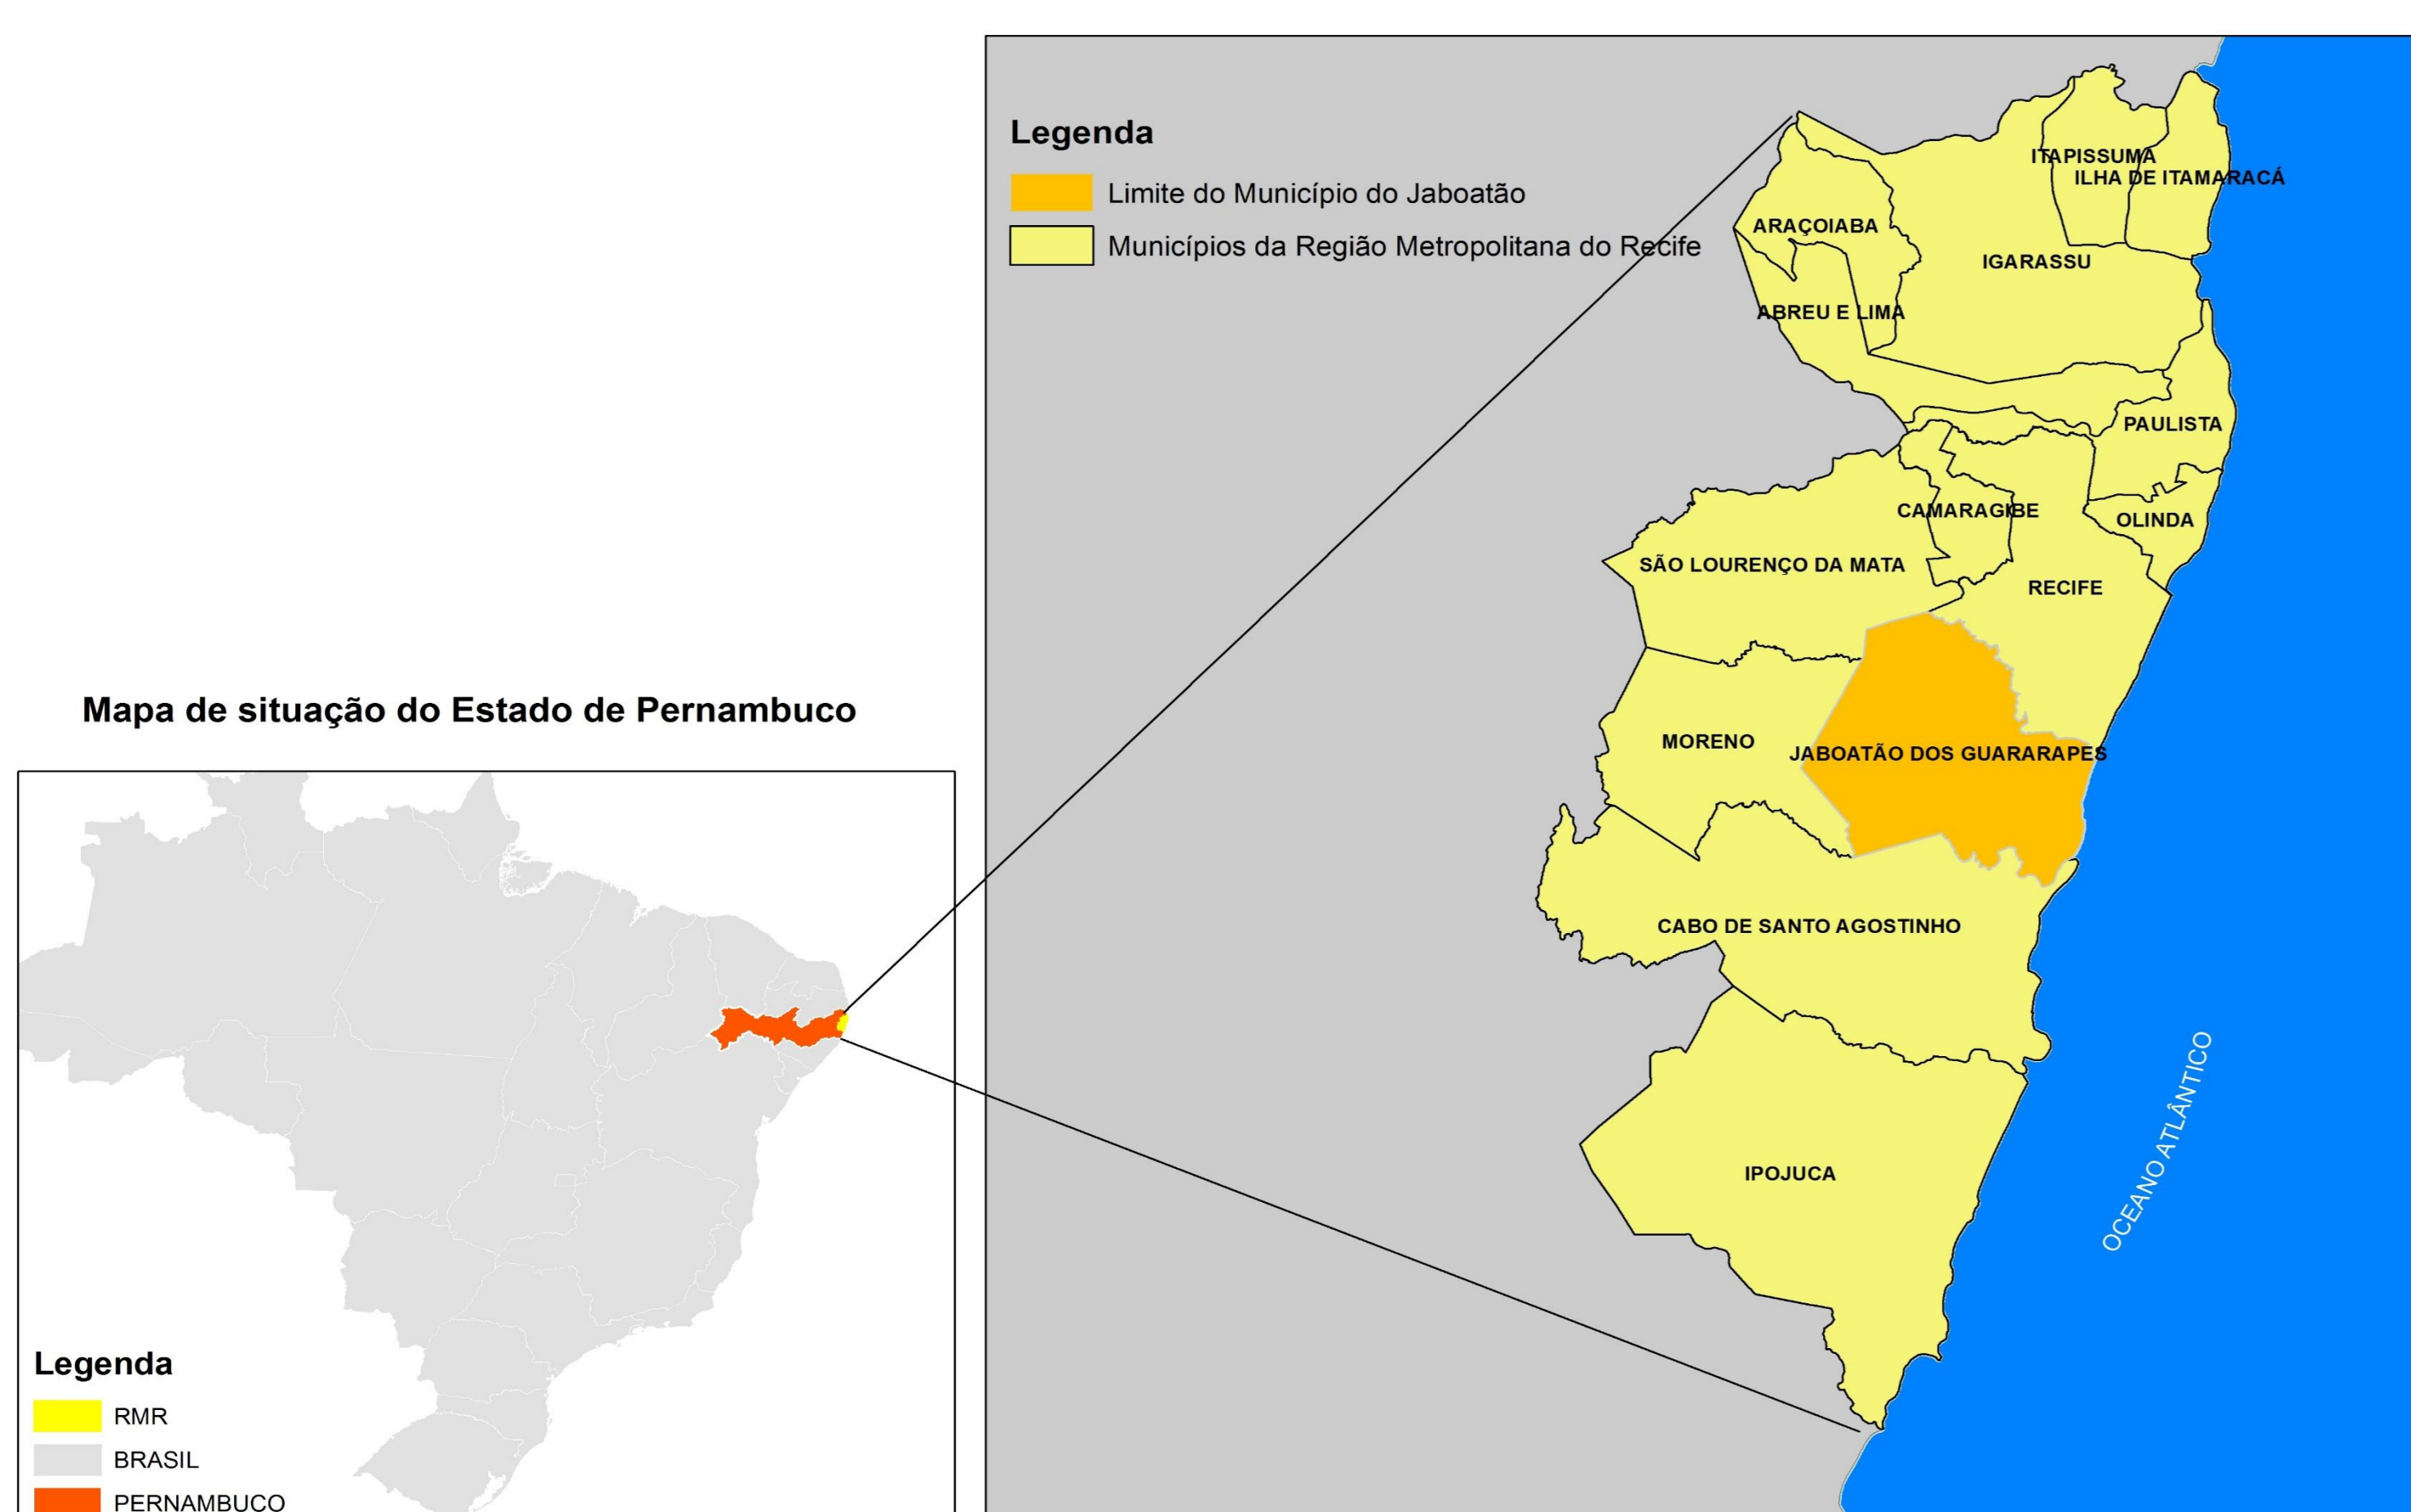 Legenda
Limite do Município do Jaboatão
Municípios da Região Metropolitana do Recife
ITAPISSUMA
ILHA DE ITAMARACÁ
ARAÇOIABA
IGARASSU
ABREU E LIMA
PAULISTA
CAMARAGIBE
OLINDA
SÃO LOURENÇO DA MATA
RECIFE
MORENO
JABOATÃO DOS GUARARAPES
CABO DE SANTO AGOSTINHO
IPOJUCA
OCEANO ATLÂNTICO
Mapa de situação do Estado de Pernambuco
Legenda
RMR
BRASIL
PERNAMBUCO